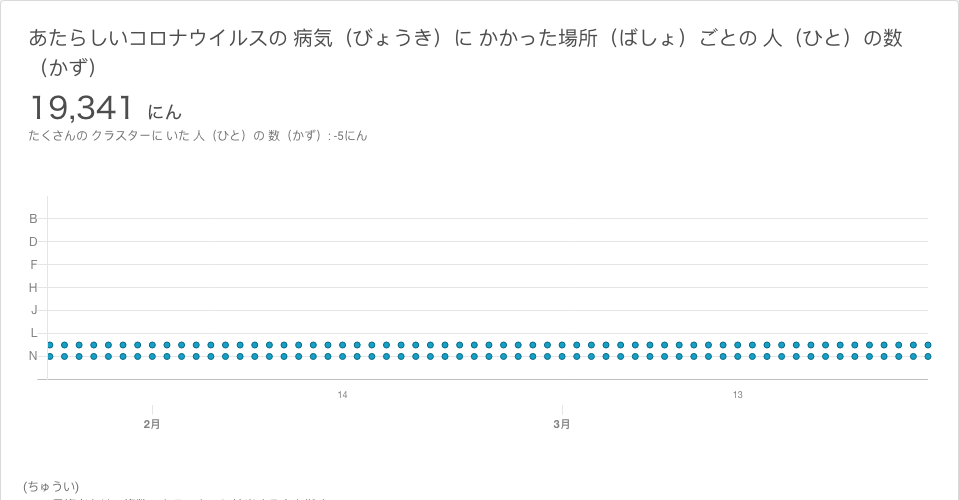 あたらしいコロナウイルスの 病気（びょうき）に かかった場所（ばしょ）ごとの 人（ひと）の数
（かず）
19,341 にん
たくさんの クラスターに いた 人（ひと）の 数（かず）: -5にん
B
D
F
H
J
L
N
14
13
2月
3月
(ちゅうい)